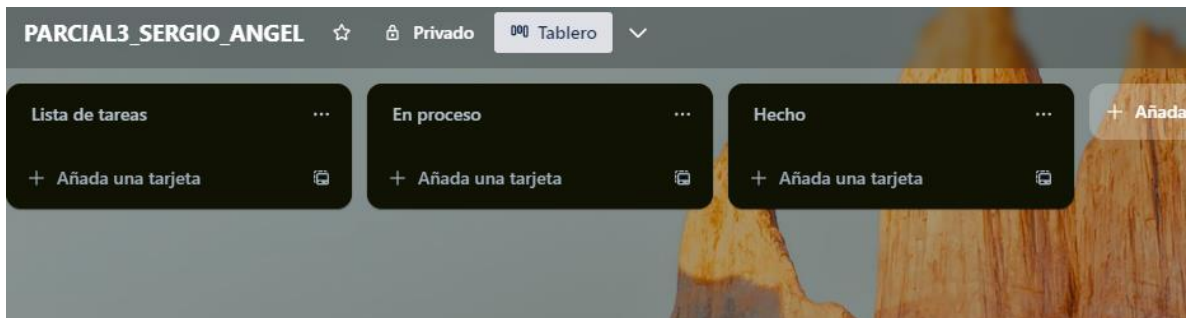 PARCIAL3_SERGIO_ANGEL Privado Tablero
Lista de tareas
+ Añada una tarjeta
En proceso
+ Añada una tarjeta
Hecho
+ Añada una tarjeta
+ Añada